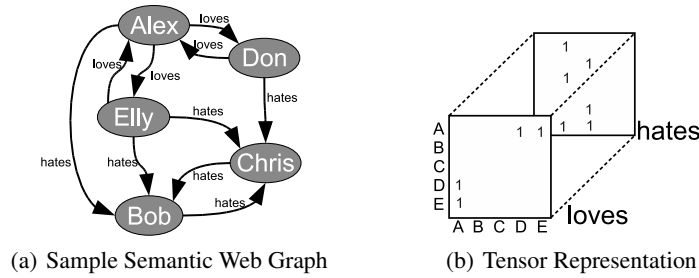 Alex
loves
Don
loves
loves
loves
hates
Elly
hates
Chris
hates
hates
hates
Bob
hates
(a) Sample Semantic Web Graph
1
1
1
1
1 1 1 1
A
B
C
D 1
E 1
A B C D E
hates
loves
(b) Tensor Representation